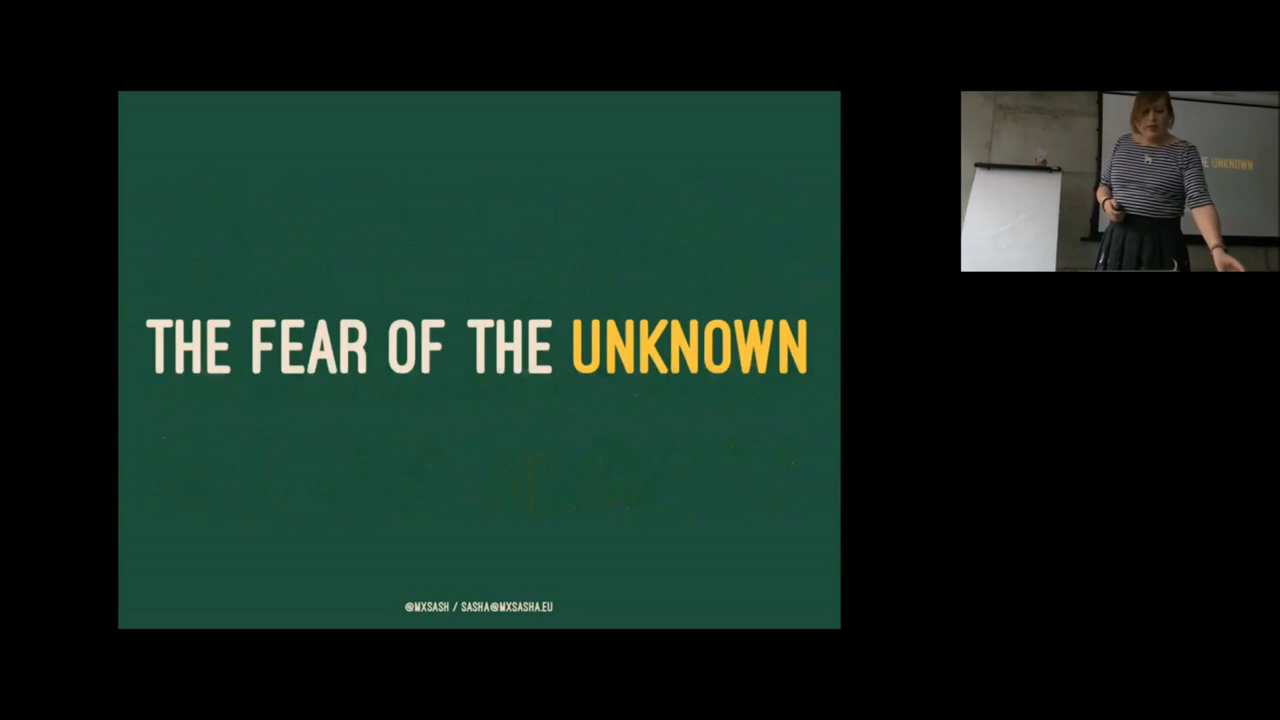 THE FEAR OF THE UNKNOWN
@MXSASH / SASHA@MXSASHA.EU
UNKNOWN